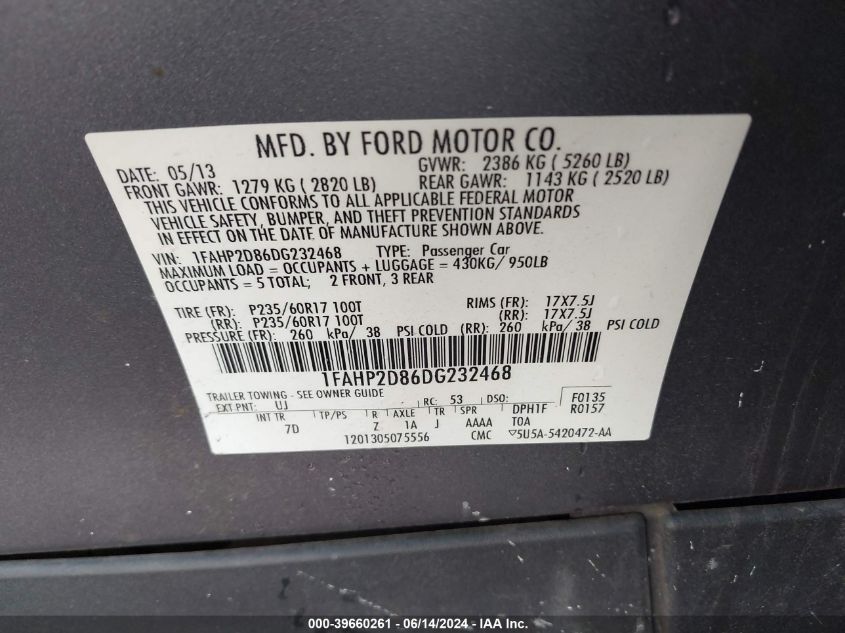 MFD. BY FORD MOTOR CO.
DATE: 05/13 GVWR: 2386 KG ( 5260 LB)
FRONT GAWR: 1279 KG ( 2820 LB) REAR GAWR: 1143 KG ( 2520 LB)
THIS VEHICLE CONFORMS TO ALL APPLICABLE FEDERAL MOTOR
VEHICLE SAFETY, BUMPER, AND THEFT PREVENTION STANDARDS
IN EFFECT ON THE DATE OF MANUFACTURE SHOWN ABOVE.
VIN: 1FAHP2D86DG232468 TYPE: Passenger Car
MAXIMUM LOAD = OCCUPANTS + LUGGAGE = 430KG/ 950LB
OCCUPANTS = 5 TOTAL; 2 FRONT, 3 REAR
TIRE (FR): P235/60R17 100T RIMS (FR): 17X7.5J
(RR): P235/60R17 100T (RR): 17X7.5J
PRESSURE (FR): 260 kPa/ 38 PSI COLD (RR): 260 kPa/ 38 PSI COLD
1FAHP2D86DG232468
TRAILER TOWING - SEE OWNER GUIDE
EXT PNT: UJ RC: 53 DSO: F0135
INT TR TP/PS R AXLE TR SPR DPH1F R0157
7D Z 1A J AAAA TOA
1201305075556 CMC 5U5A-5420472-AA
000-39660261 - 06/14/2024 - IAAI.com